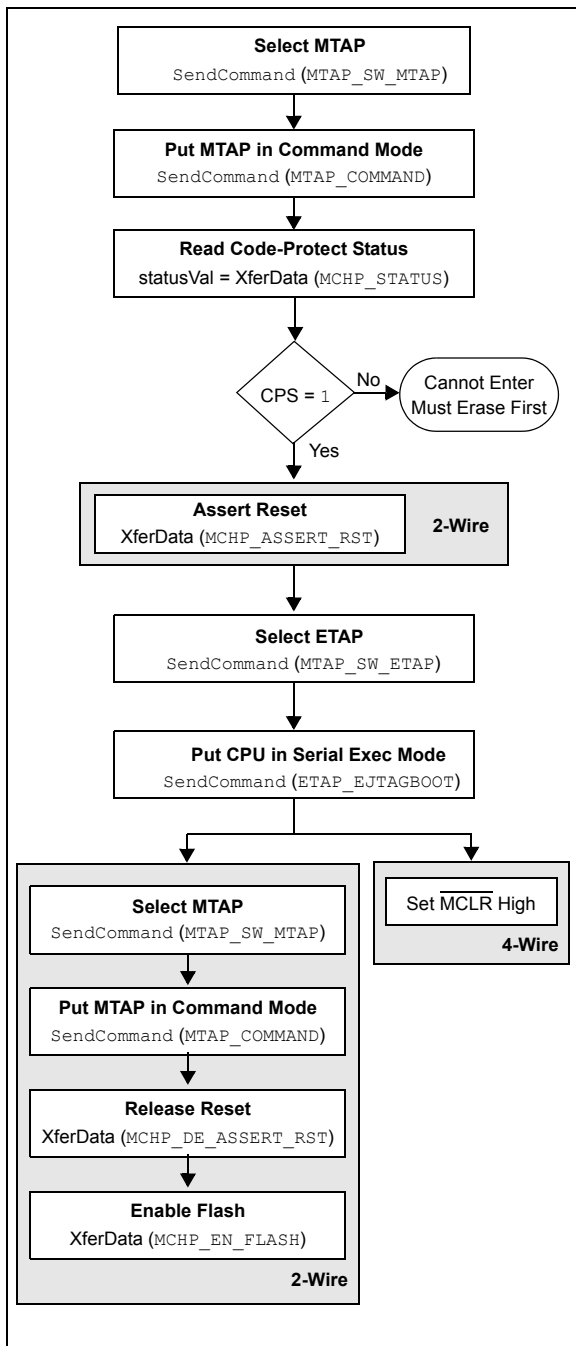 Select MTAP
SendCommand (MTAP_SW_MTAP)
Put MTAP in Command Mode
SendCommand (MTAP_COMMAND)
Read Code-Protect Status
statusVal = XferData (MCHP_STATUS)
CPS = 1
No
Cannot Enter
Must Erase First
Yes
Assert Reset
XferData (MCHP_ASSERT_RST)
2-Wire
Select ETAP
SendCommand (MTAP_SW_ETAP)
Put CPU in Serial Exec Mode
SendCommand (ETAP_EJTAGBOOT)
Select MTAP
SendCommand (MTAP_SW_MTAP)
Put MTAP in Command Mode
SendCommand (MTAP_COMMAND)
Release Reset
XferData (MCHP_DE_ASSERT_RST)
Enable Flash
XferData (MCHP_EN_FLASH)
2-Wire
Set MCLR High
4-Wire